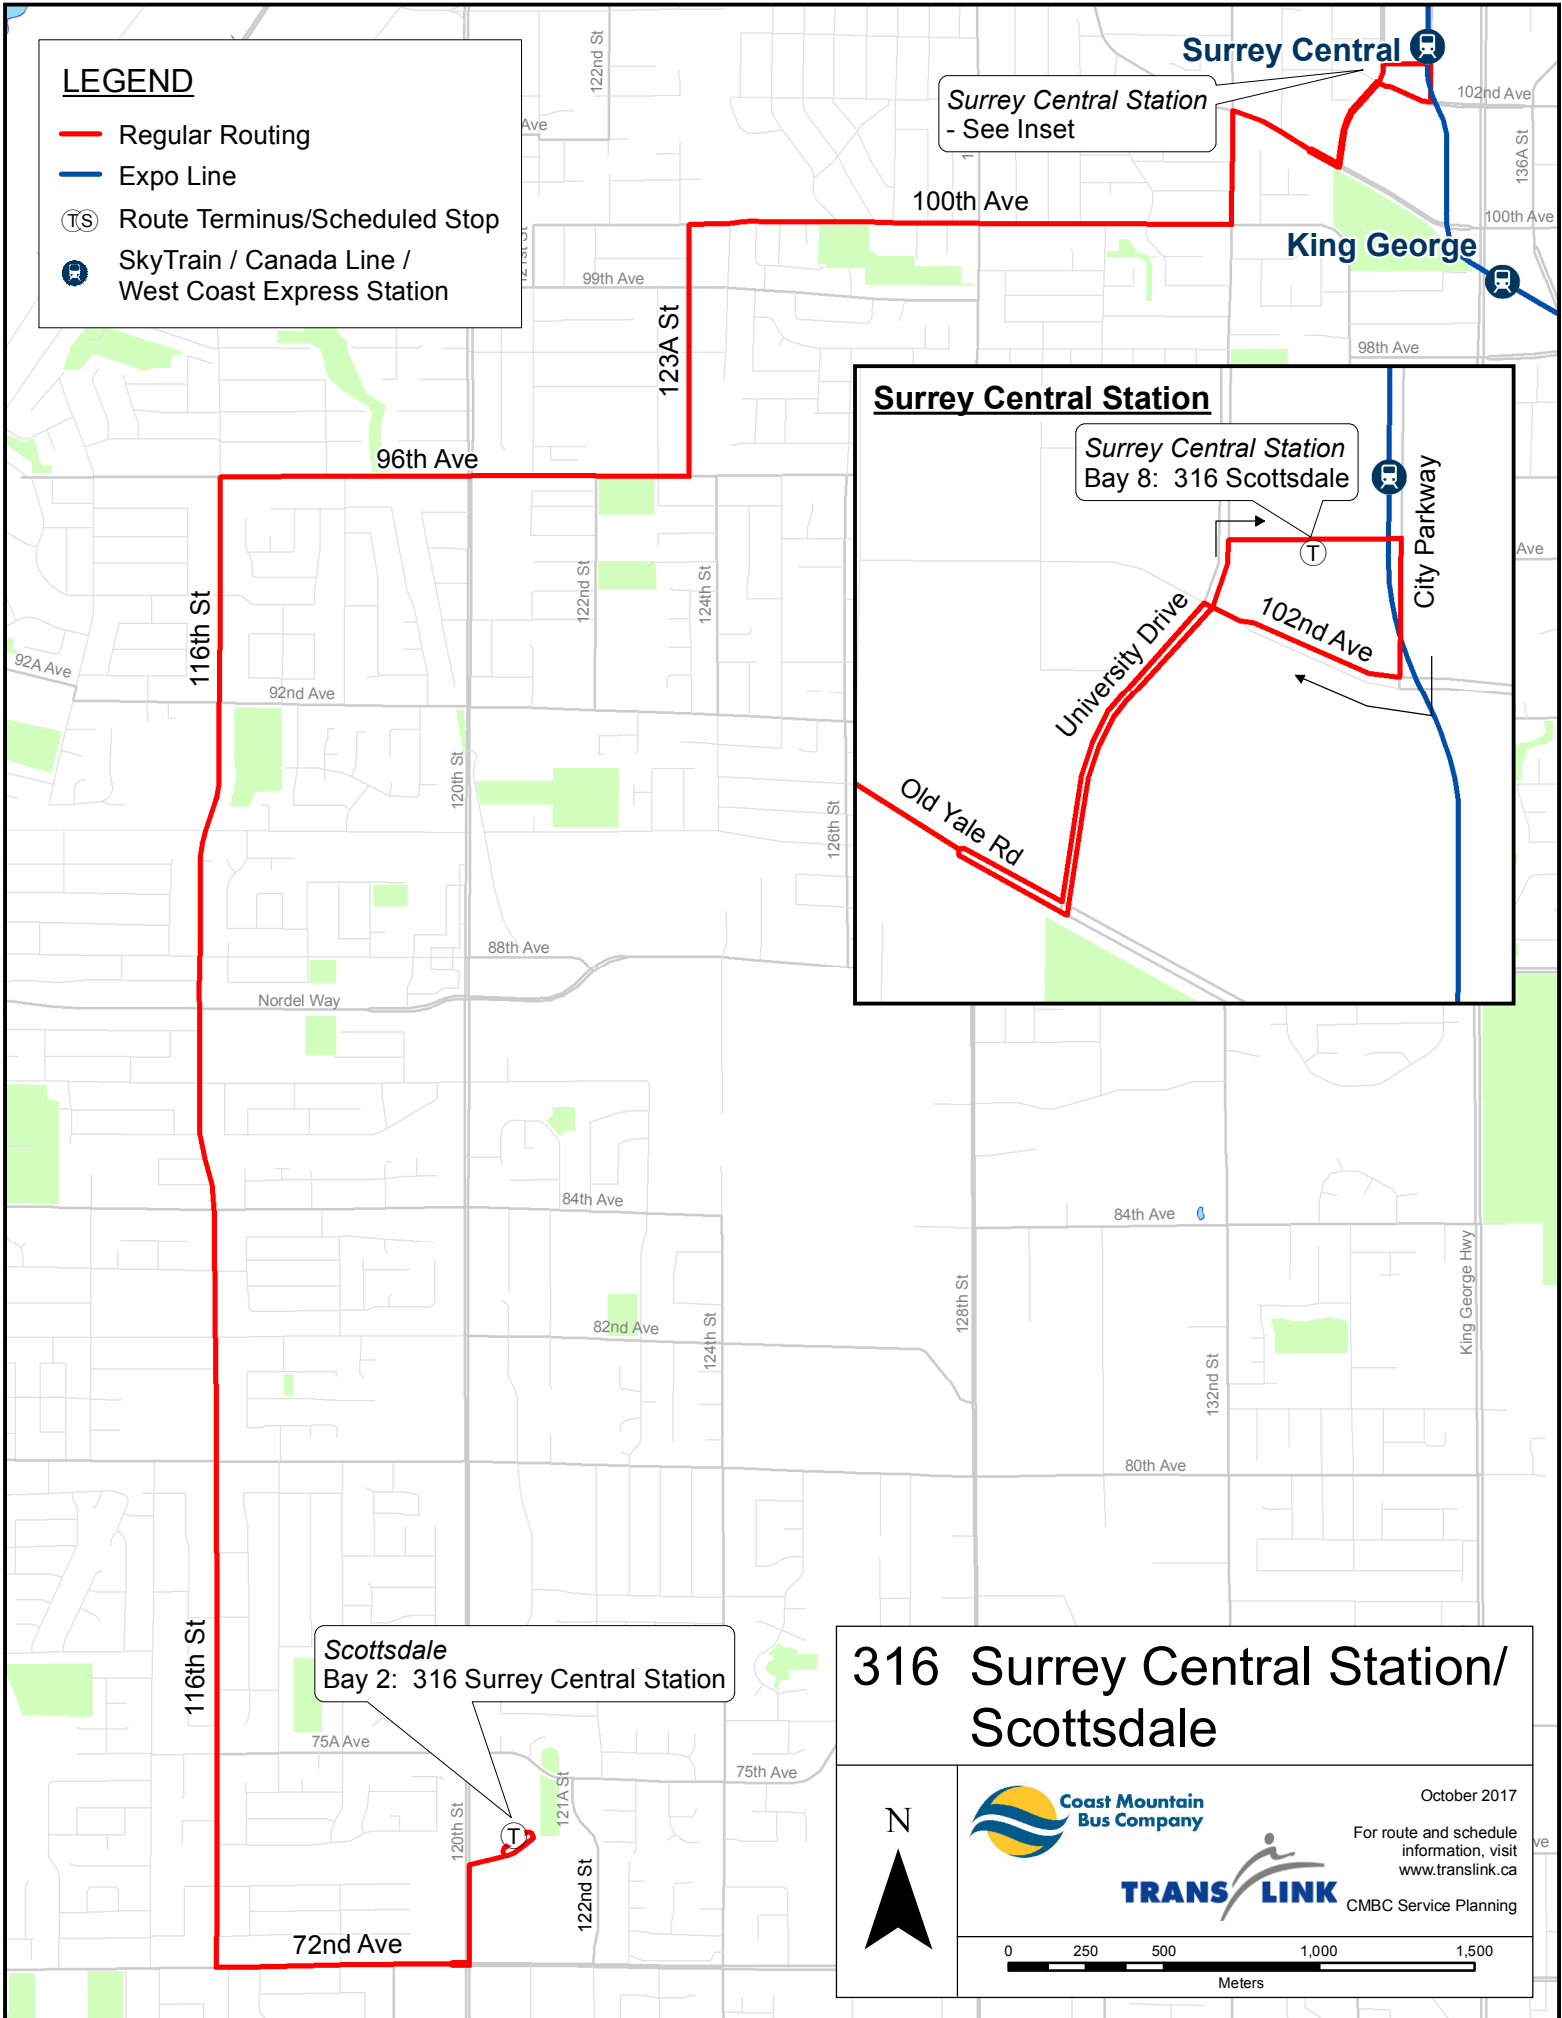 LEGEND
Regular Routing
Expo Line
TS Route Terminus/Scheduled Stop
SkyTrain / Canada Line /
West Coast Express Station
122nd St
Ave
121st St
99th Ave
123A St
100th Ave
Surrey Central
Surrey Central Station
- See Inset
102nd Ave
136A St
100th Ave
King George
98th Ave
96th Ave
116th St
92A Ave
92nd Ave
122nd St
124th St
120th St
126th St
88th Ave
Nordel Way
Surrey Central Station
Surrey Central Station
Bay 8: 316 Scottsdale
T
City Parkway
102nd Ave
University Drive
Old Yale Rd
Ave
84th Ave
84th Ave
82nd Ave
124th St
128th St
132nd St
King George Hwy
80th Ave
116th St
Scottsdale
Bay 2: 316 Surrey Central Station
75A Ave
75th Ave
121A St
120th St
T
122nd St
72nd Ave
316 Surrey Central Station/
Scottsdale
N
Coast Mountain
Bus Company
TRANS LINK
October 2017
For route and schedule
information, visit
www.translink.ca
CMBC Service Planning
ve
0 250 500 1,000 1,500
Meters